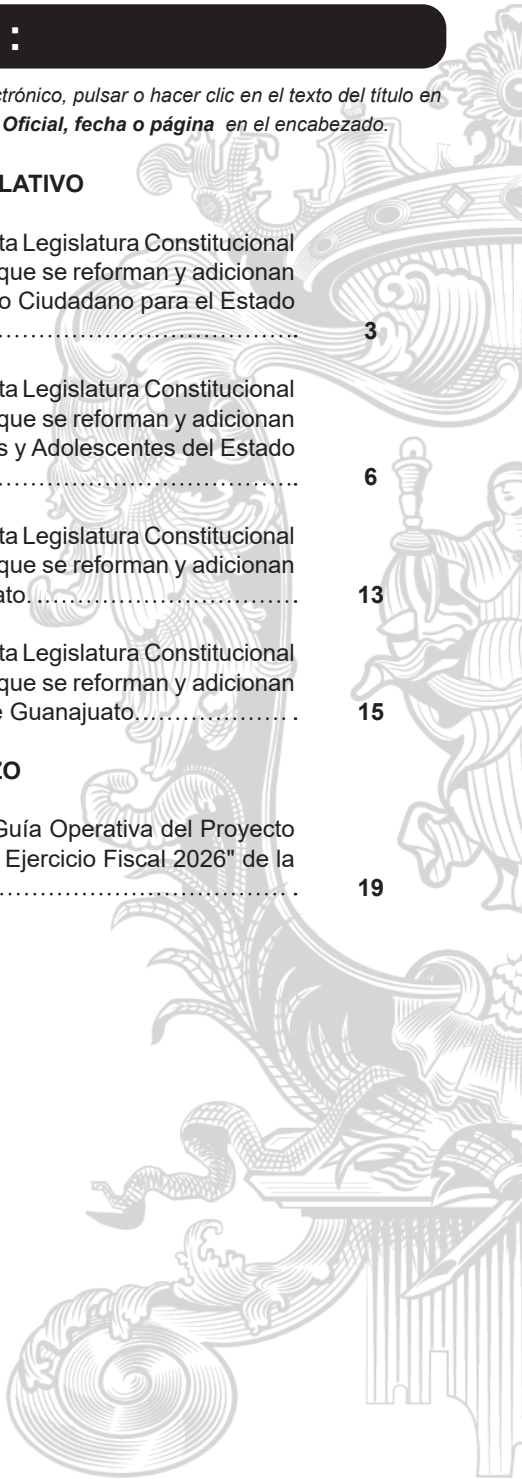 :
ctrónico, pulsar o hacer clic en el texto del título en
Oficial, fecha o página en el encabezado.
LATIVO
ta Legislatura Constitucional
que se reforman y adicionan
o Ciudadano para el Estado
.......................................................... 3
ta Legislatura Constitucional
que se reforman y adicionan
s y Adolescentes del Estado
.......................................................... 6
ta Legislatura Constitucional
que se reforman y adicionan
ato..................................................... 13
ta Legislatura Constitucional
que se reforman y adicionan
e Guanajuato......................... 15
ZO
Guía Operativa del Proyecto
Ejercicio Fiscal 2026" de la
.......................................................... 19